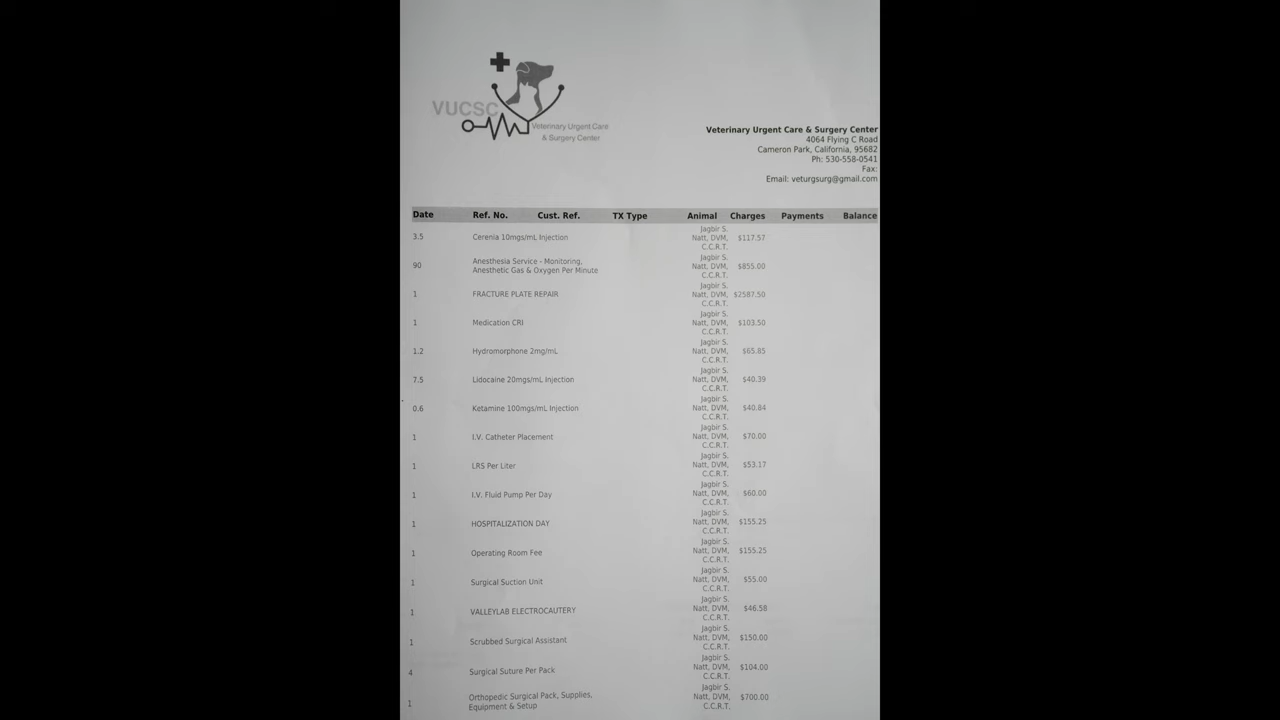 VUCSC
Veterinary Urgent Care
& Surgery Center
Veterinary Urgent Care & Surgery Center
4064 Flying C Road
Cameron Park, California, 95682
Ph: 530-558-0541
Fax:
Email: veturgsurg@gmail.com
Date Ref. No. Cust. Ref. TX Type Animal Charges Payments Balance
Jagbir S.
3.5 Cerenia 10mgs/mL Injection Natt, DVM, $117.57
C.C.R.T.
Jagbir S.
90 Anesthesia Service - Monitoring, Anesthetic Gas & Oxygen Per Minute Natt, DVM, $855.00
C.C.R.T.
Jagbir S.
1 FRACTURE PLATE REPAIR Natt, DVM, $2587.50
C.C.R.T.
Jagbir S.
1 Medication CRI Natt, DVM, $103.50
C.C.R.T.
Jagbir S.
1.2 Hydromorphone 2mg/mL Natt, DVM, $65.85
C.C.R.T.
Jagbir S.
7.5 Lidocaine 20mgs/mL Injection Natt, DVM, $40.39
C.C.R.T.
Jagbir S.
0.6 Ketamine 100mgs/mL Injection Natt, DVM, $40.84
C.C.R.T.
Jagbir S.
1 I.V. Catheter Placement Natt, DVM, $70.00
C.C.R.T.
Jagbir S.
1 LRS Per Liter Natt, DVM, $53.17
C.C.R.T.
Jagbir S.
1 I.V. Fluid Pump Per Day Natt, DVM, $60.00
C.C.R.T.
Jagbir S.
1 HOSPITALIZATION DAY Natt, DVM, $155.25
C.C.R.T.
Jagbir S.
1 Operating Room Fee Natt, DVM, $155.25
C.C.R.T.
Jagbir S.
1 Surgical Suction Unit Natt, DVM, $55.00
C.C.R.T.
Jagbir S.
1 VALLEYLAB ELECTROCAUTERY Natt, DVM, $46.58
C.C.R.T.
Jagbir S.
1 Scrubbed Surgical Assistant Natt, DVM, $150.00
C.C.R.T.
Jagbir S.
4 Surgical Suture Per Pack Natt, DVM, $104.00
C.C.R.T.
Jagbir S.
1 Orthopedic Surgical Pack, Supplies, Equipment & Setup Natt, DVM, $700.00
C.C.R.T.